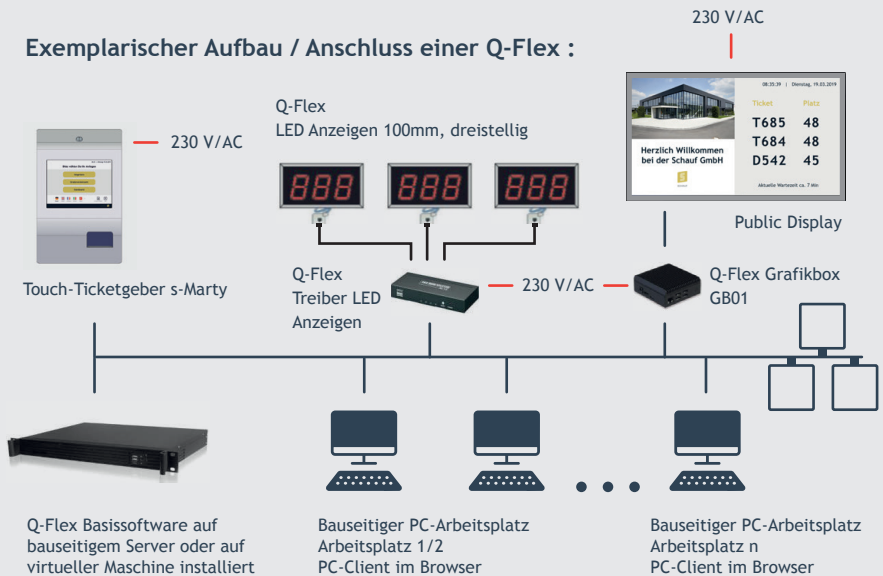 230 V/AC
Exemplarischer Aufbau / Anschluss einer Q-Flex :
Q-Flex
LED Anzeigen 100mm, dreistellig
230 V/AC
888
888
888
08:35:39 | Dienstag, 19.03.2019
Ticket Platz
T685 48
T684 48
D542 45
Herzlich Willkommen
bei der Schauf GmbH
Aktuelle Wartezeit ca. 7 Min
Public Display
Touch-Ticketgeber s-Marty
Q-Flex
Treiber LED
Anzeigen
230 V/AC
Q-Flex Grafikbox
GB01
Q-Flex Basissoftware auf
bauseitigem Server oder auf
virtueller Maschine installiert
Bauseitiger PC-Arbeitsplatz
Arbeitsplatz 1/2
PC-Client im Browser
Bauseitiger PC-Arbeitsplatz
Arbeitsplatz n
PC-Client im Browser